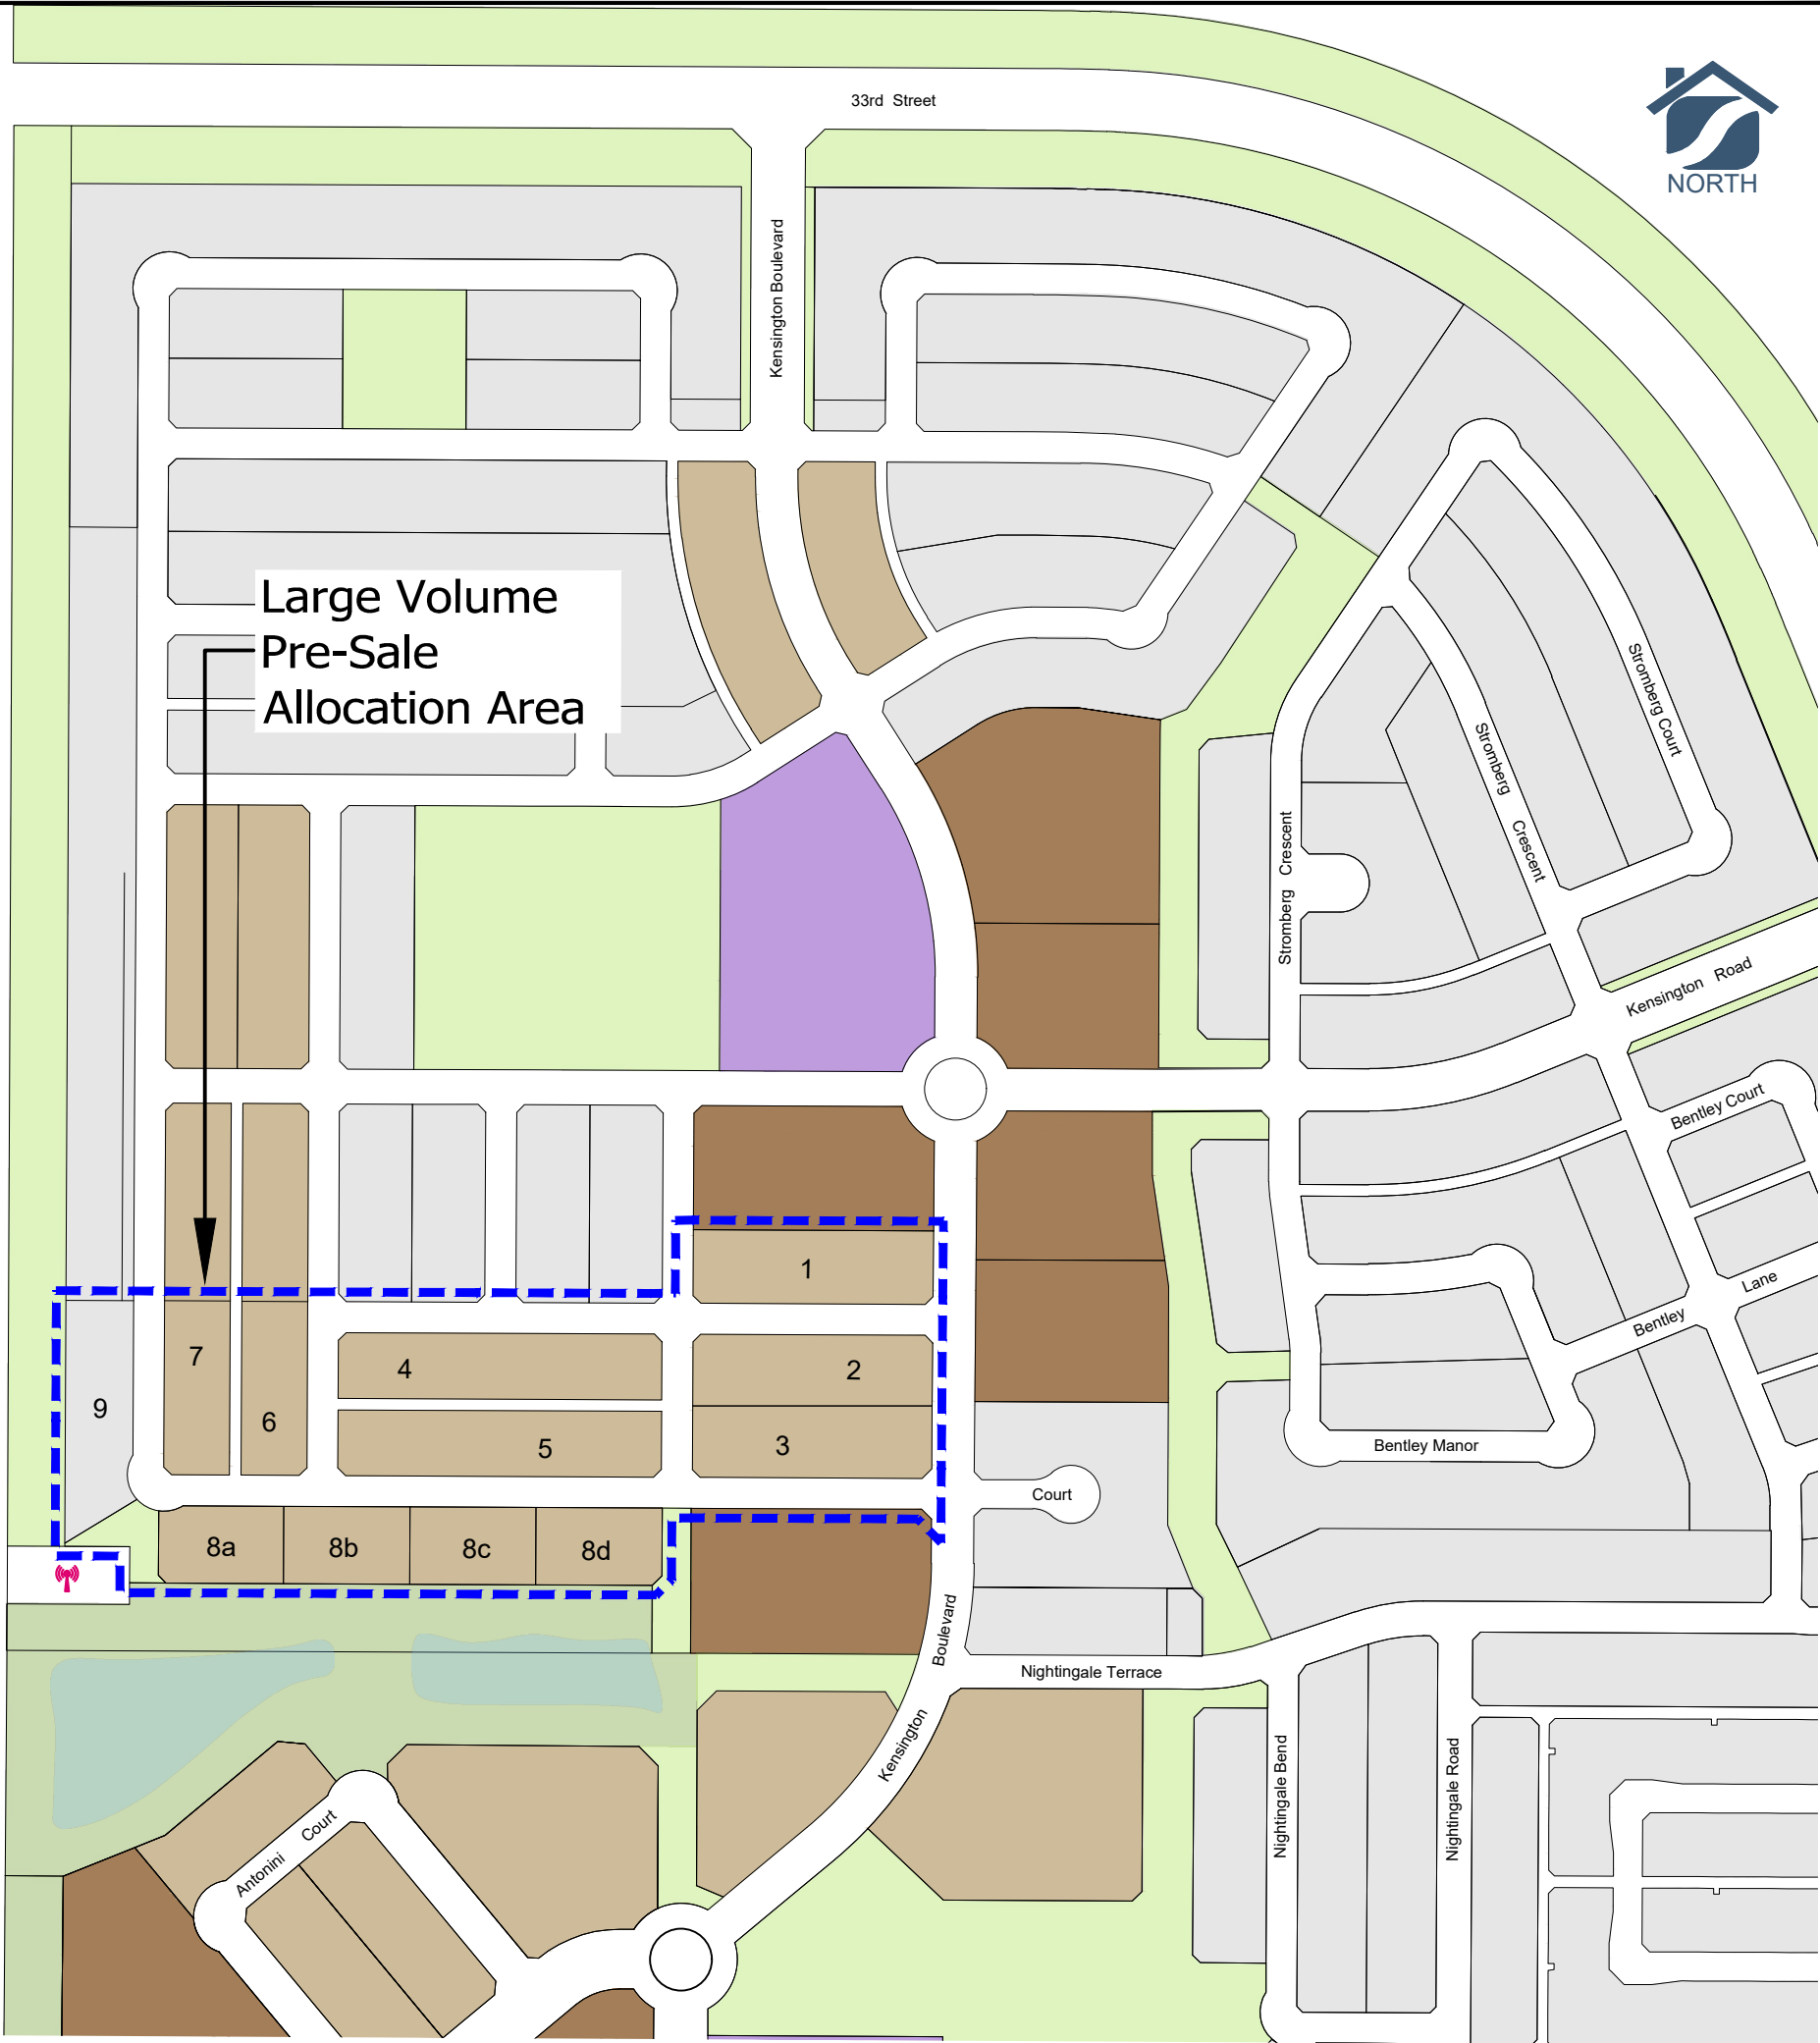 33rd Street
NORTH
Kensington Boulevard
Large Volume
Pre-Sale
Allocation Area
Stromberg Court
Stromberg Crescent
Stromberg Crescent
Kensington Road
Bentley Court
1
Lane
Bentley
7
4
2
9
6
5
3
Bentley Manor
Court
8a
8b
8c
8d
Boulevard
Nightingale Terrace
Kensington
Nightingale Bend
Nightingale Road
Antonini Court